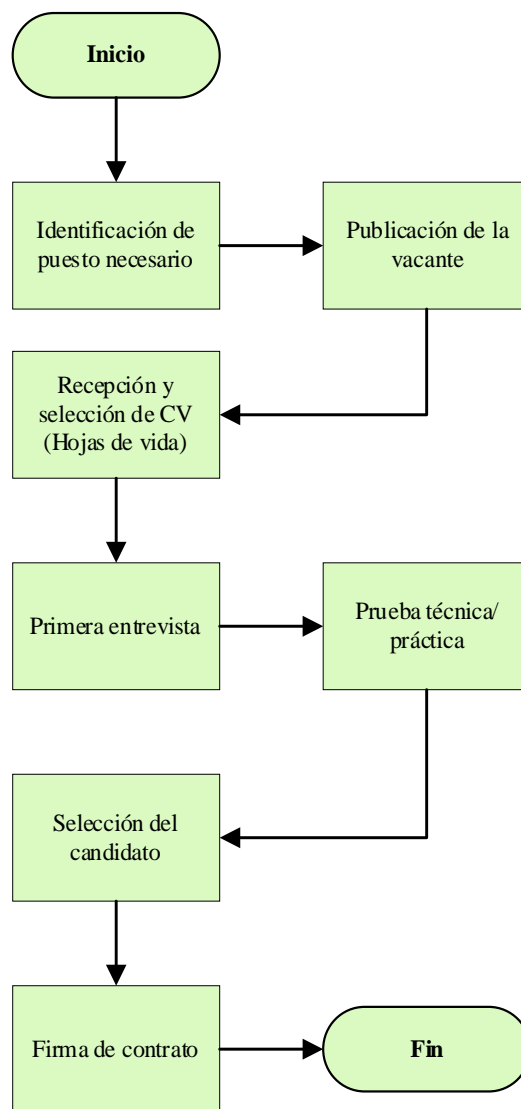 Inicio
Identificación de
puesto necesario
Publicación de la
vacante
Recepción y
selección de CV
(Hojas de vida)
Primera entrevista
Prueba técnica/
práctica
Selección del
candidato
Firma de contrato
Fin